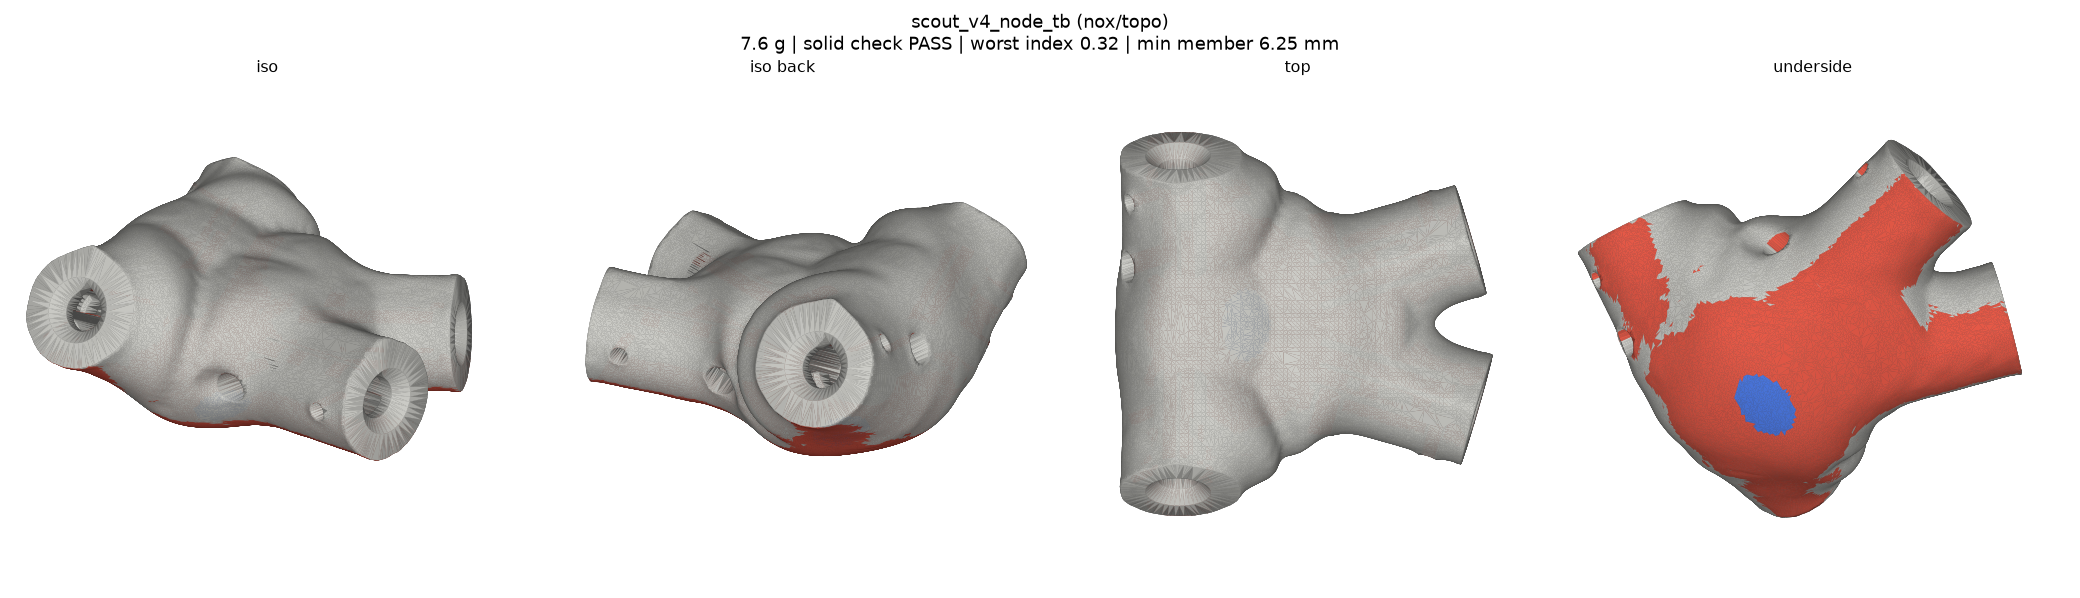 scout_v4_node_tb (nox/topo)
7.6 g | solid check PASS | worst index 0.32 | min member 6.25 mm
iso
iso back
top
underside